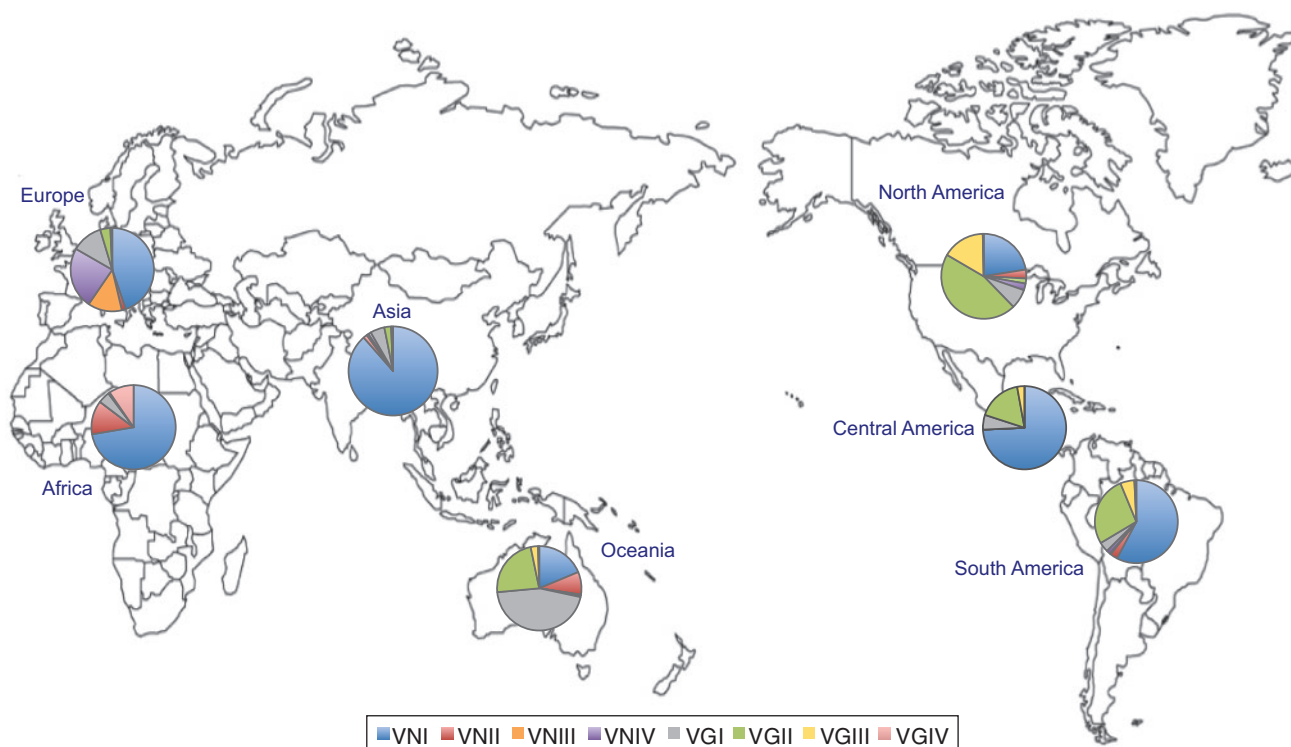 Europe
North America
Asia
Central America
Africa
Oceania
South America
VNI VNII VNIII VNIV VGI VGII VGIII VGIV